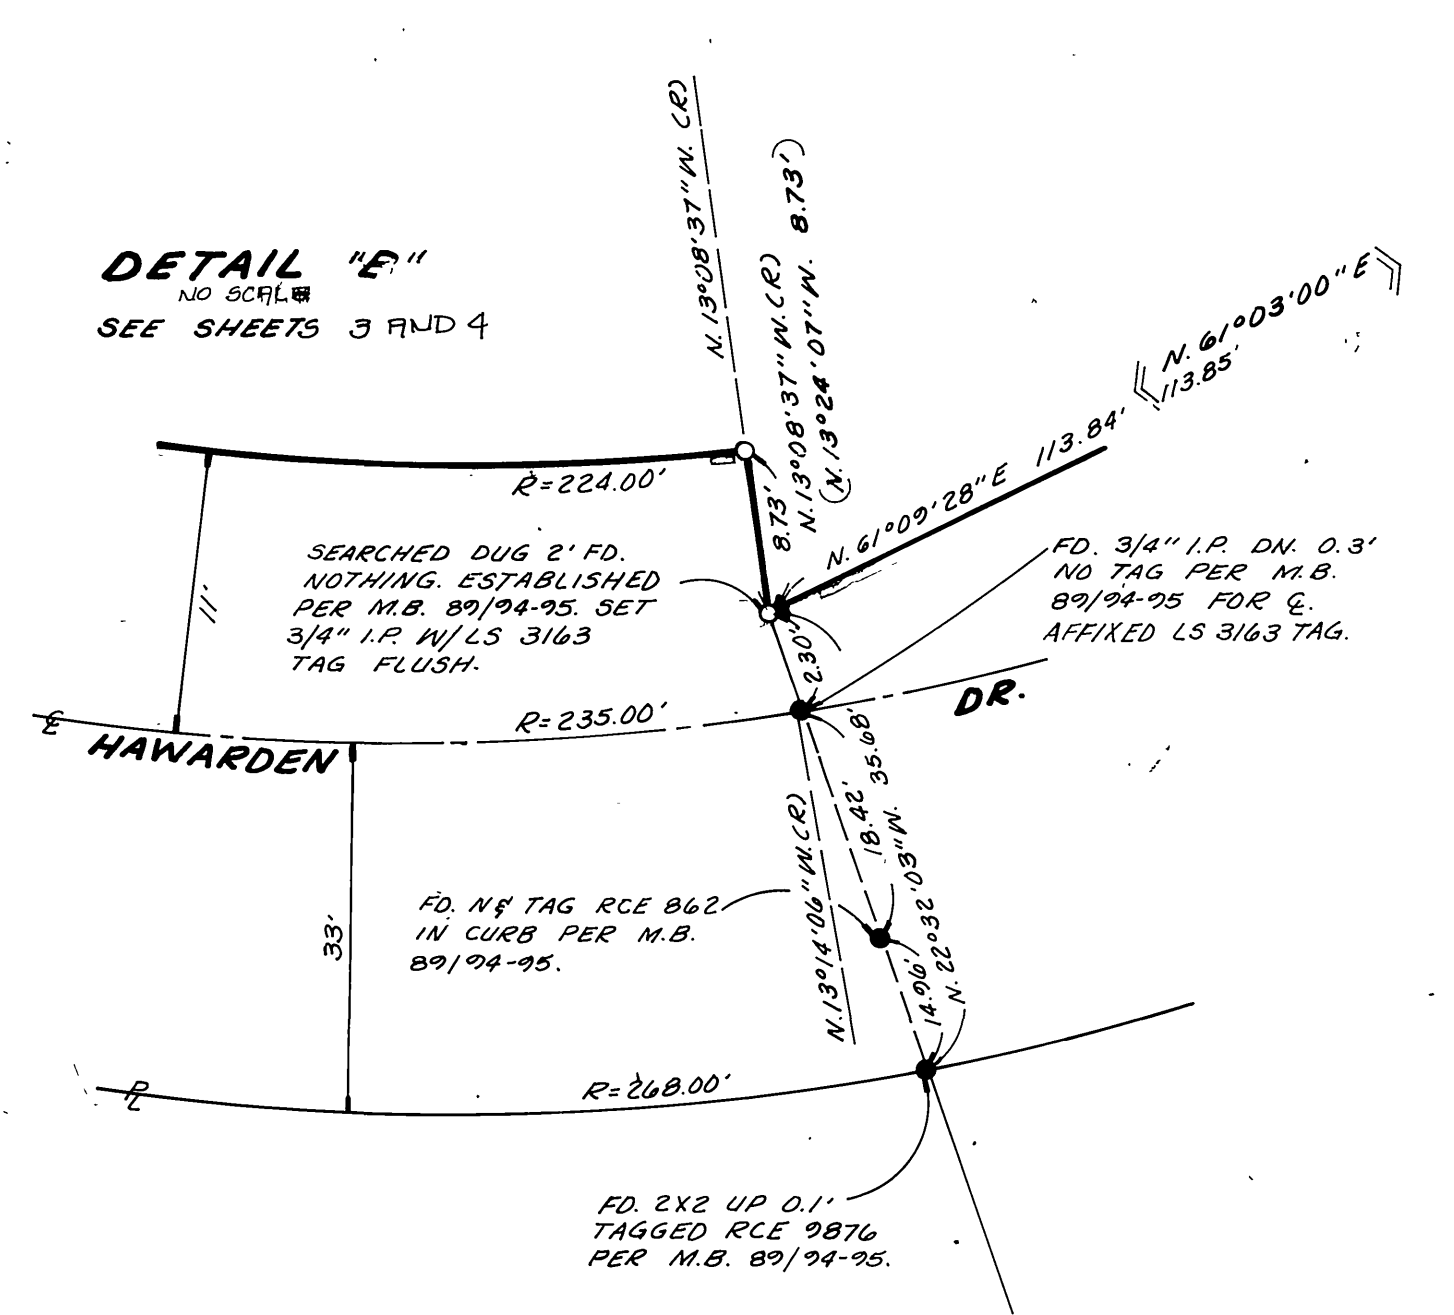 DETAIL "E"
NO SCALE
SEE SHEETS 3 AND 4
N. 13°08'37"W. (R)
8.73'
N. 13°08'37"W. (R)
(N. 13°24'07"W. 8.73')
N. 61°09'28"E 113.84'
⟪N. 61°03'00"E⟫
113.85'
R=224.00'
11'
SEARCHED DUG 2' FD.
NOTHING. ESTABLISHED
PER M.B. 89/94-95. SET
3/4" I.P. W/ LS 3163
TAG FLUSH.
FD. 3/4" I.P. DN. 0.3'
NO TAG PER M.B.
89/94-95 FOR ℄.
AFFIXED LS 3163 TAG.
2.30'
℄
HAWARDEN
R=235.00'
DR.
33'
FD. N& TAG RCE 862
IN CURB PER M.B.
89/94-95.
N. 13°14'06"W. (R)
18.42'
14.96'
N. 22°32'03"W. 35.68'
PL
R=268.00'
FD. 2X2 UP 0.1'
TAGGED RCE 9876
PER M.B. 89/94-95.